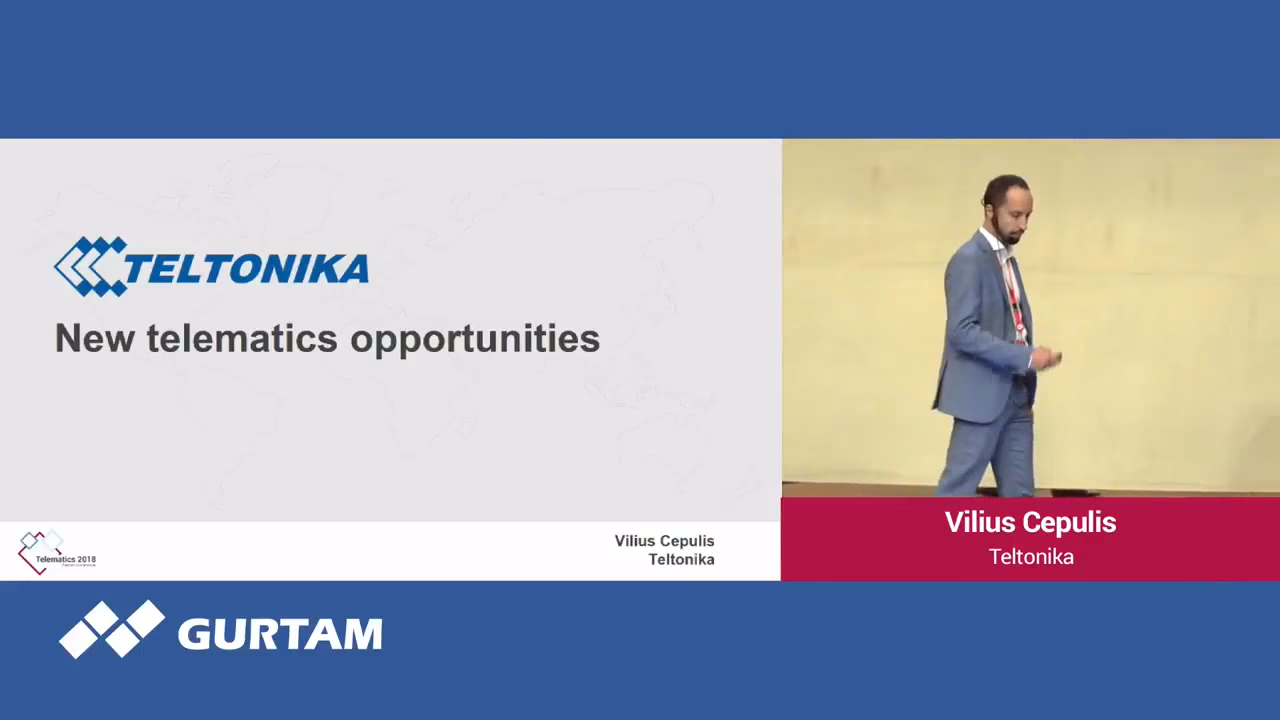 TELTONIKA
New telematics opportunities
Vilius Cepulis
Teltonika
Telematics 2018
Vilius Cepulis
Teltonika
GURTAM